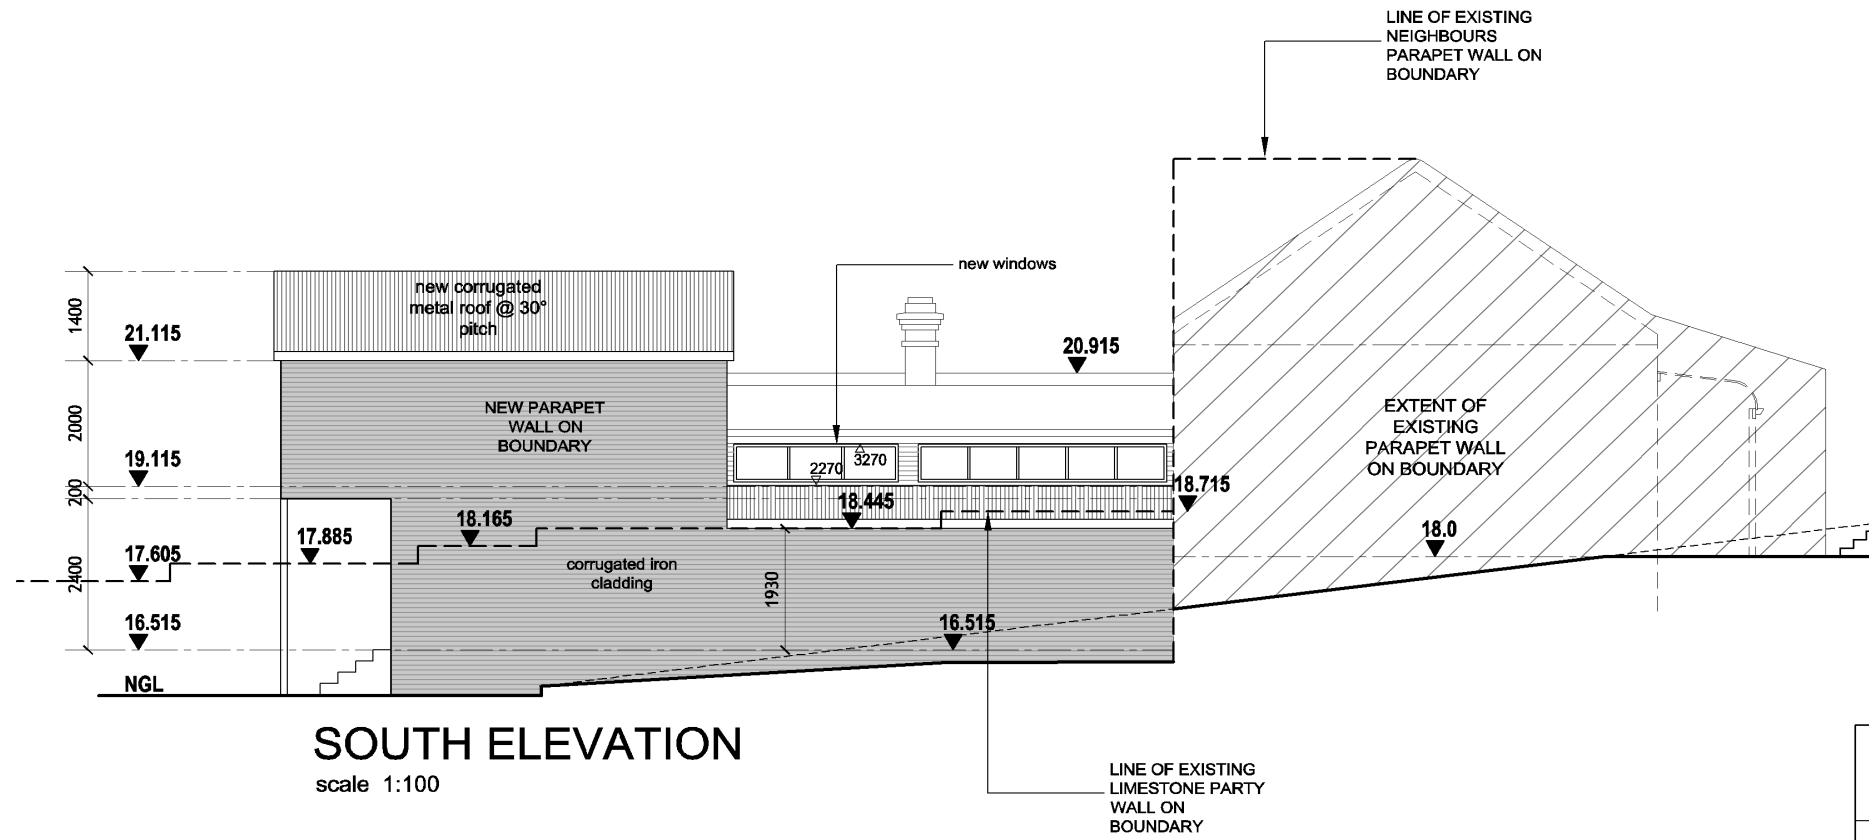 LINE OF EXISTING
NEIGHBOURS
PARAPET WALL ON
BOUNDARY
new windows
new corrugated
metal roof @ 30°
pitch
1400
21.115
20.915
2000
NEW PARAPET
WALL ON
BOUNDARY
EXTENT OF
EXISTING
PARAPET WALL
ON BOUNDARY
19.115
2270
3270
200
18.445
18.715
18.165
17.885
18.0
17.605
2400
corrugated iron
cladding
1930
16.515
16.515
NGL
SOUTH ELEVATION
scale 1:100
LINE OF EXISTING
LIMESTONE PARTY
WALL ON
BOUNDARY